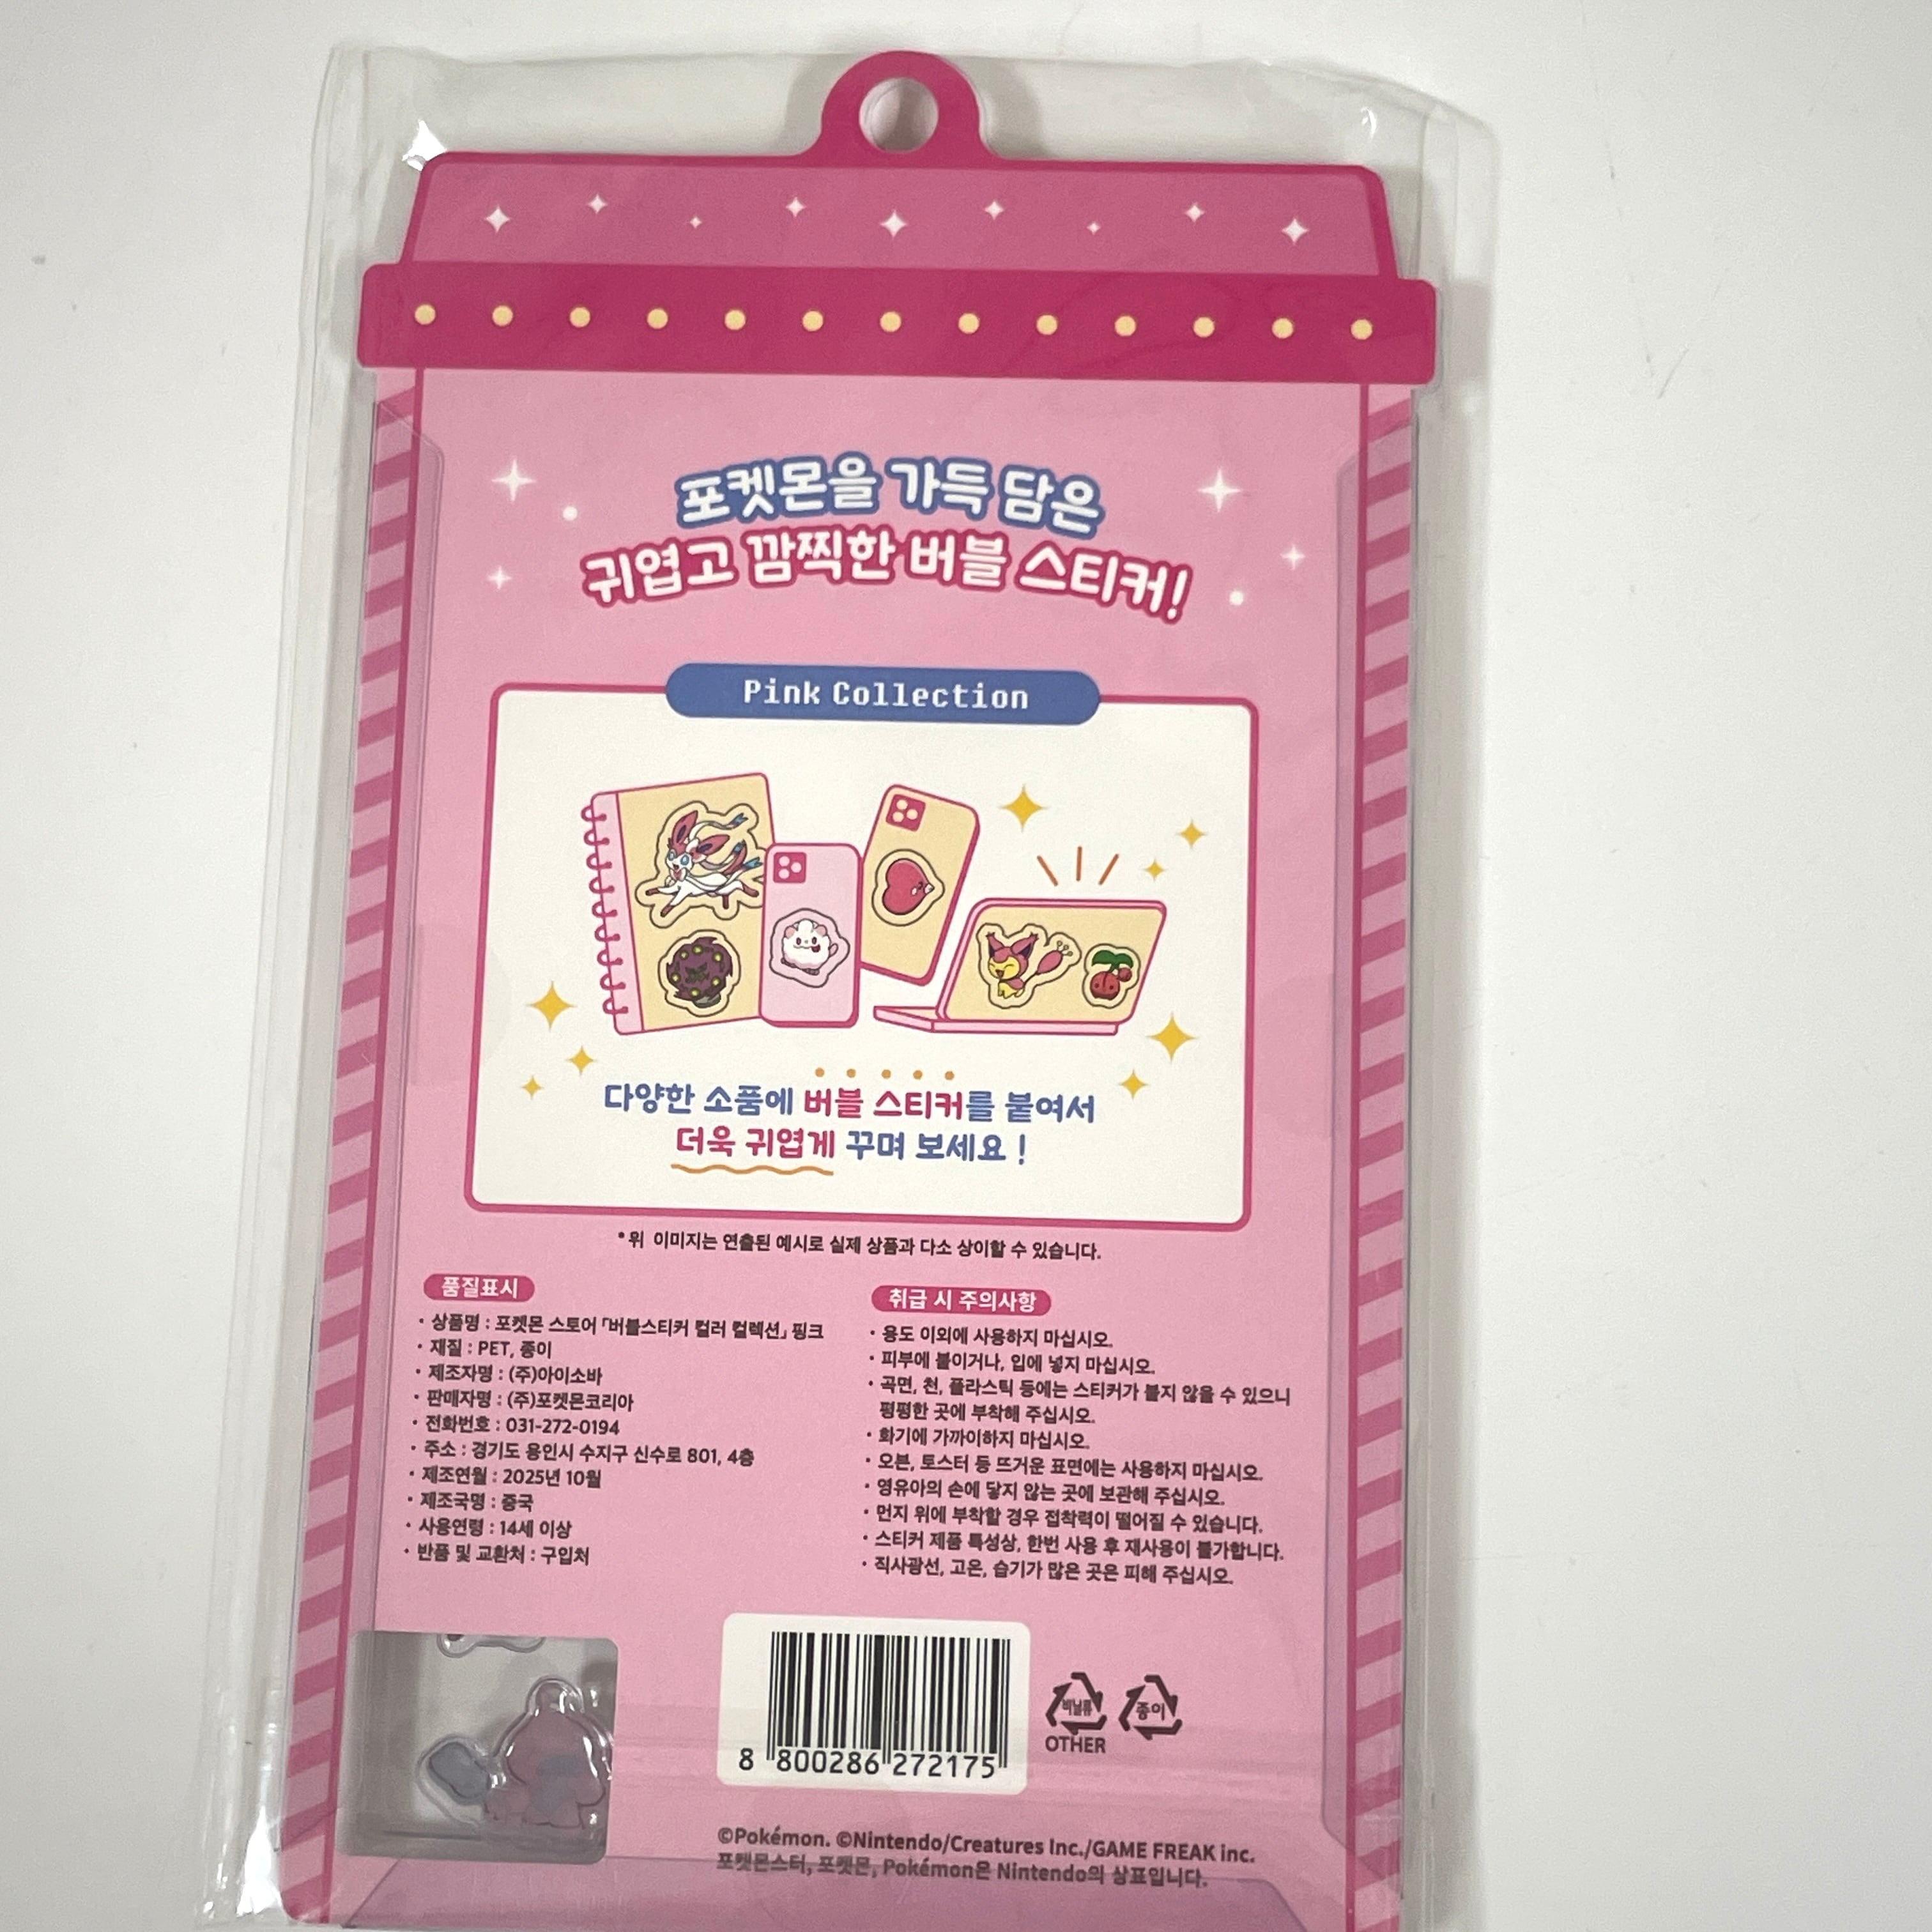 포켓몬을 가득 담은
귀엽고 깜찍한 버블 스티커!
Pink Collection
다양한 소품에 버블 스티커를 붙여서
더욱 귀엽게 꾸며 보세요 !
*위 이미지는 연출된 예시로 실제 상품과 다소 상이할 수 있습니다.
품질표시
· 상품명 : 포켓몬 스토어 「버블스티커 컬러 컬렉션」 핑크
· 재질 : PET, 종이
· 제조자명 : (주)아이소바
· 판매자명 : (주)포켓몬코리아
· 전화번호 : 031-272-0194
· 주소 : 경기도 용인시 수지구 신수로 801, 4층
· 제조연월 : 2025년 10월
· 제조국명 : 중국
· 사용연령 : 14세 이상
· 반품 및 교환처 : 구입처
취급 시 주의사항
· 용도 이외에 사용하지 마십시오.
· 피부에 붙이거나, 입에 넣지 마십시오.
· 곡면, 천, 플라스틱 등에는 스티커가 붙지 않을 수 있으니
평평한 곳에 부착해 주십시오.
· 화기에 가까이하지 마십시오.
· 오븐, 토스터 등 뜨거운 표면에는 사용하지 마십시오.
· 영유아의 손에 닿지 않는 곳에 보관해 주십시오.
· 먼지 위에 부착할 경우 접착력이 떨어질 수 있습니다.
· 스티커 제품 특성상, 한번 사용 후 재사용이 불가합니다.
· 직사광선, 고온, 습기가 많은 곳은 피해 주십시오.
8 800286 272175
비닐류
OTHER
종이
©Pokémon. ©Nintendo/Creatures Inc./GAME FREAK inc.
포켓몬스터, 포켓몬, Pokémon은 Nintendo의 상표입니다.